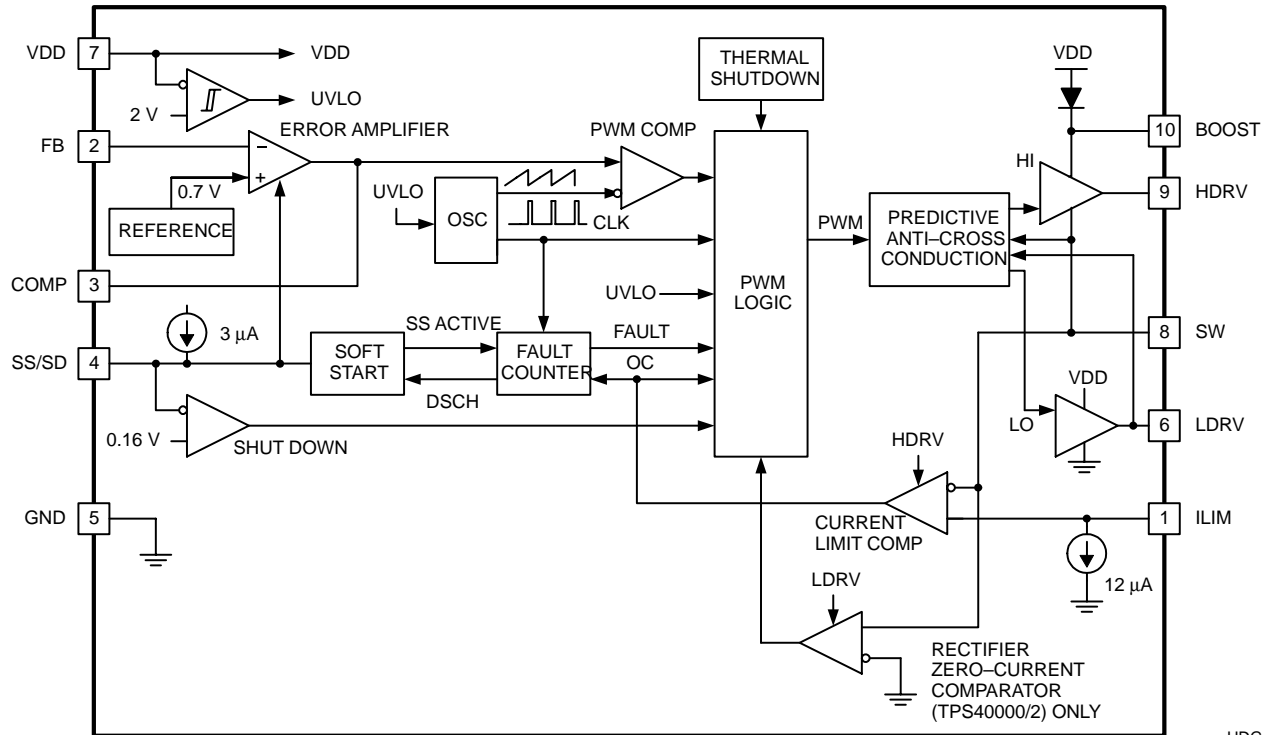 VDD 7
VDD
UVLO
2 V
FB 2
ERROR AMPLIFIER
−
+
0.7 V
REFERENCE
COMP 3
3 μA
SS/SD 4
0.16 V
SHUT DOWN
GND 5
UVLO
OSC
CLK
PWM COMP
THERMAL
SHUTDOWN
UVLO
PWM
LOGIC
SS ACTIVE
SOFT
START
DSCH
FAULT
COUNTER
FAULT
OC
PWM
PREDICTIVE
ANTI–CROSS
CONDUCTION
VDD
HI
10 BOOST
9 HDRV
8 SW
VDD
LO
6 LDRV
HDRV
CURRENT
LIMIT COMP
1 ILIM
12 μA
LDRV
RECTIFIER
ZERO–CURRENT
COMPARATOR
(TPS40000/2) ONLY